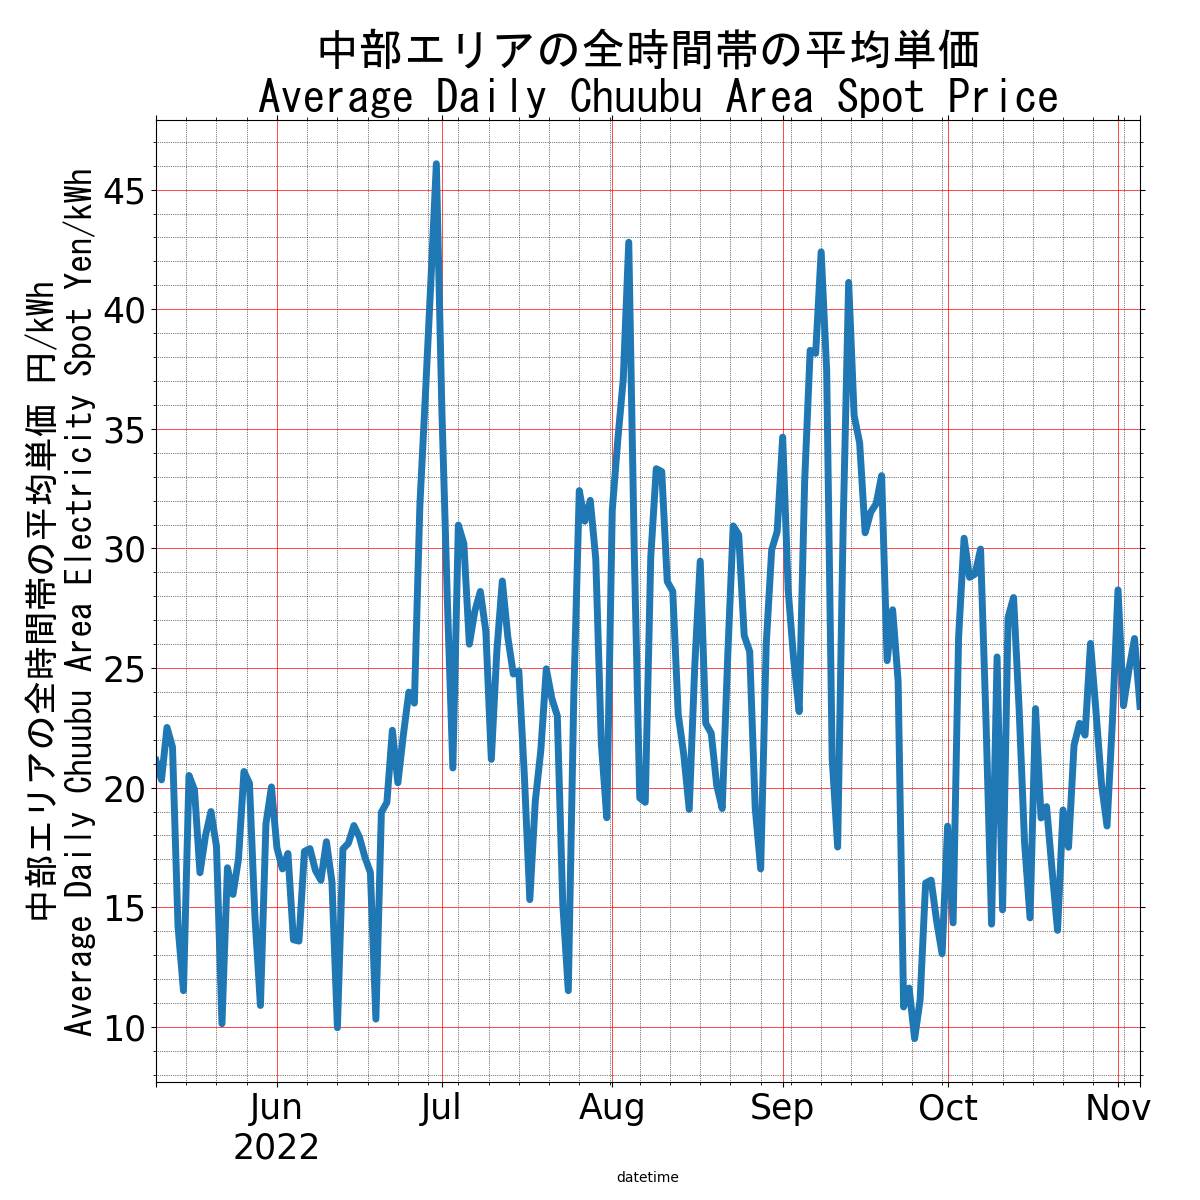 中部エリアの全時間帯の平均単価
Average Daily Chuubu Area Spot Price
中部エリアの全時間帯の平均単価 円/kWh
Average Daily Chuubu Area Electricity Spot Yen/kWh
45
40
35
30
25
20
15
10
Jun
2022
Jul
Aug
Sep
Oct
Nov
datetime